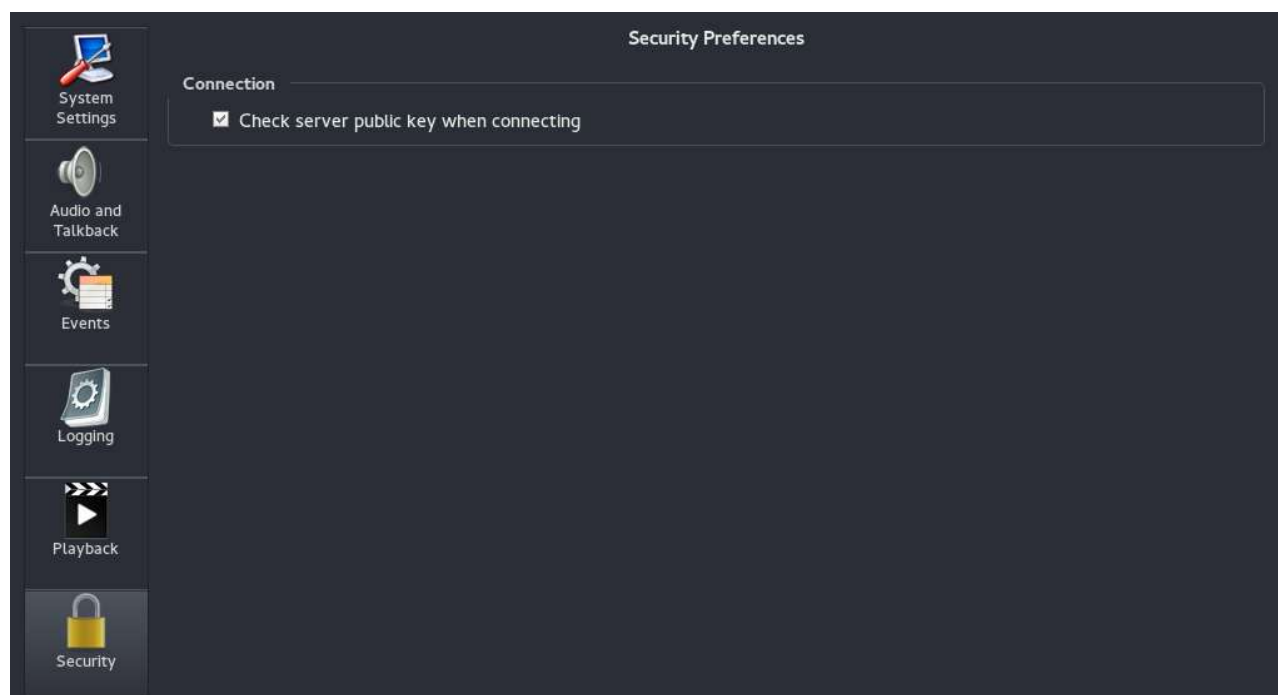 Security Preferences
Connection
Check server public key when connecting
System
Settings
Audio and
Talkback
Events
Logging
Playback
Security